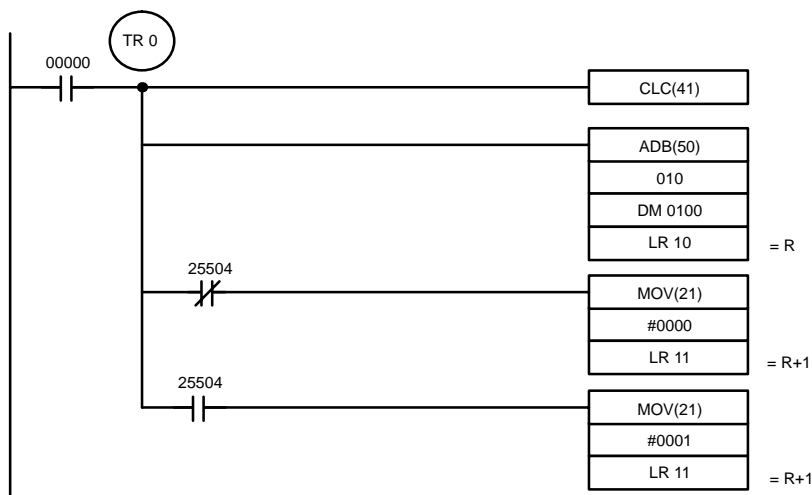 TR 0
00000
CLC(41)
ADB(50)
010
DM 0100
LR 10 = R
25504
MOV(21)
#0000
LR 11 = R+1
25504
MOV(21)
#0001
LR 11 = R+1